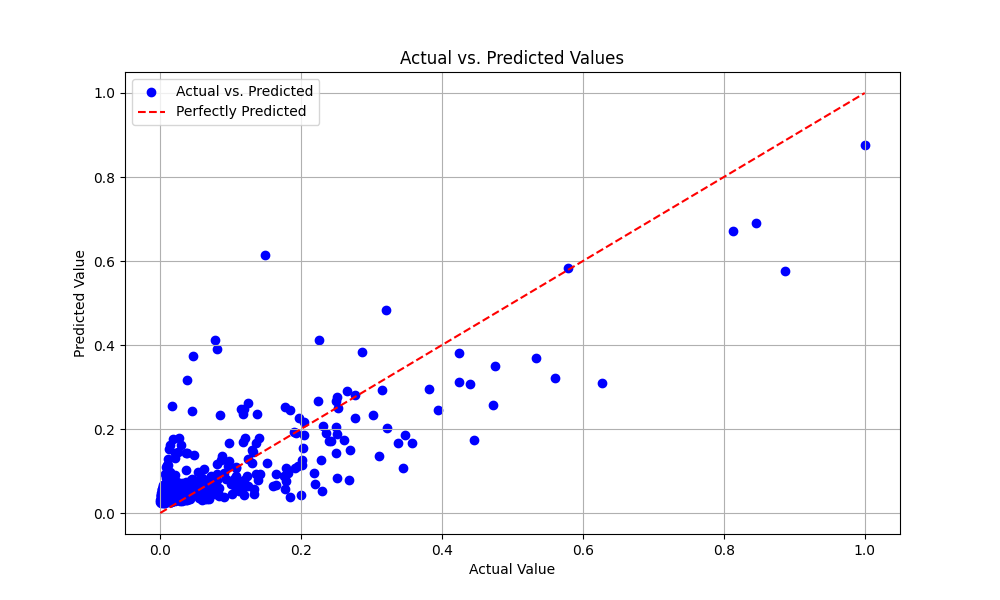 Actual vs. Predicted Values
Actual vs. Predicted
Perfectly Predicted
1.0
0.8
0.6
0.4
0.2
0.0
Predicted Value
0.0 0.2 0.4 0.6 0.8 1.0
Actual Value